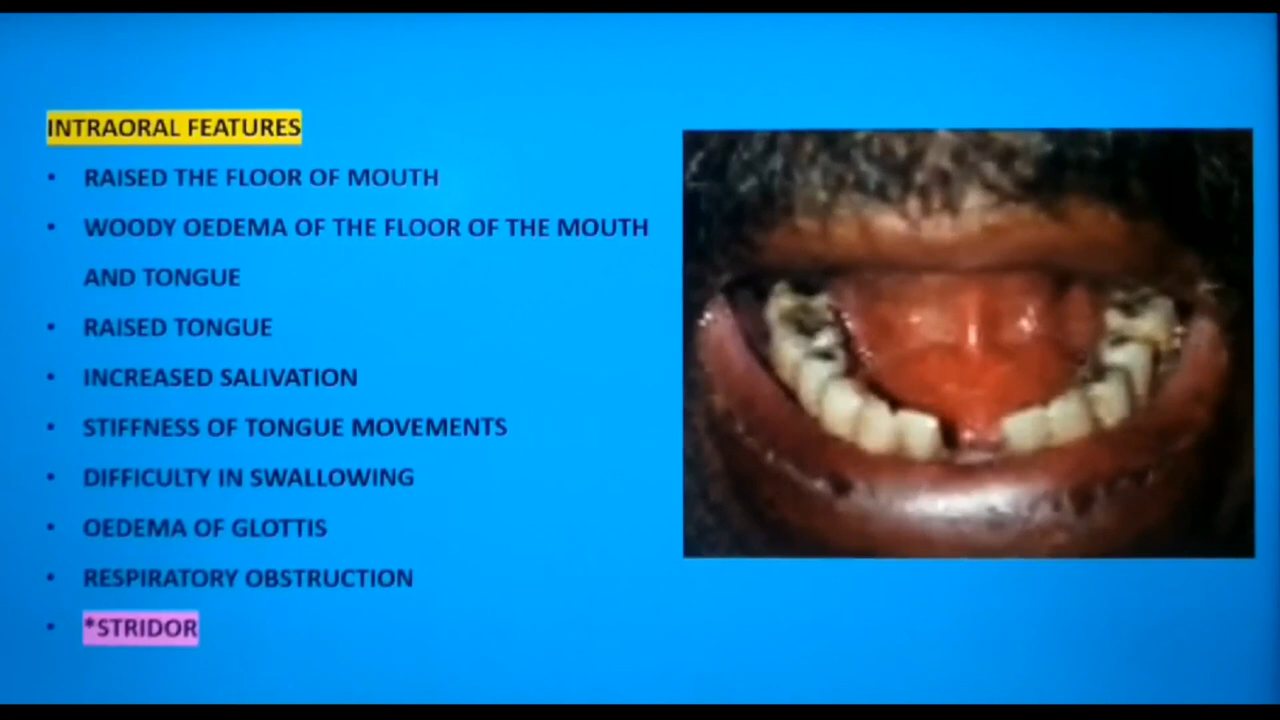 INTRAORAL FEATURES
• RAISED THE FLOOR OF MOUTH
• WOODY OEDEMA OF THE FLOOR OF THE MOUTH
AND TONGUE
• RAISED TONGUE
• INCREASED SALIVATION
• STIFFNESS OF TONGUE MOVEMENTS
• DIFFICULTY IN SWALLOWING
• OEDEMA OF GLOTTIS
• RESPIRATORY OBSTRUCTION
• *STRIDOR